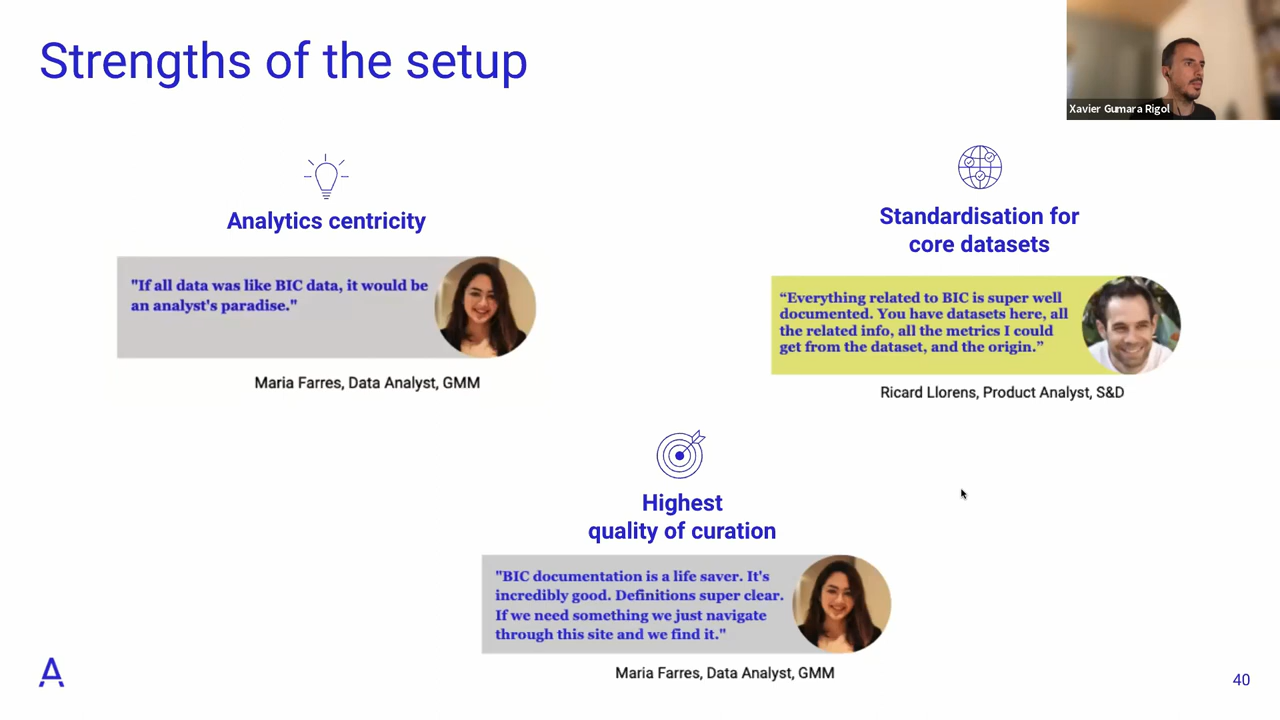 Strengths of the setup
Xavier Gumara Rigol
Analytics centricity
"If all data was like BIC data, it would be
an analyst's paradise."
Maria Farres, Data Analyst, GMM
Standardisation for
core datasets
“Everything related to BIC is super well
documented. You have datasets here, all
the related info, all the metrics I could
get from the dataset, and the origin.”
Ricard Llorens, Product Analyst, S&D
Highest
quality of curation
"BIC documentation is a life saver. It's
incredibly good. Definitions super clear.
If we need something we just navigate
through this site and we find it."
Maria Farres, Data Analyst, GMM
A
40